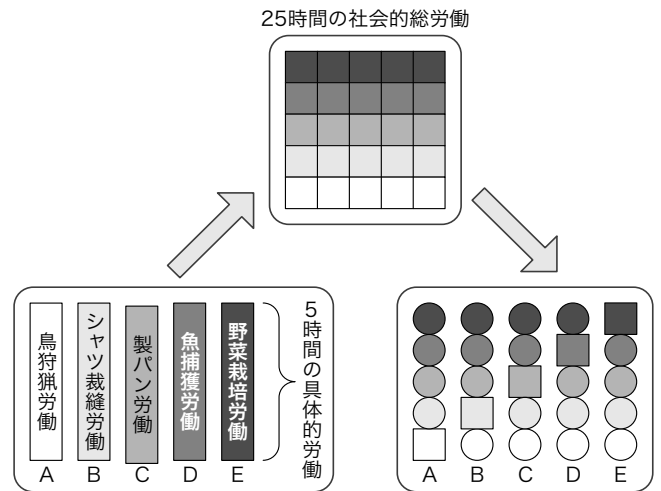 25時間の社会的総労働
鳥狩猟労働
シャツ裁縫労働
製パン労働
魚捕獲労働
野菜栽培労働
5時間の具体的労働
A B C D E
A B C D E